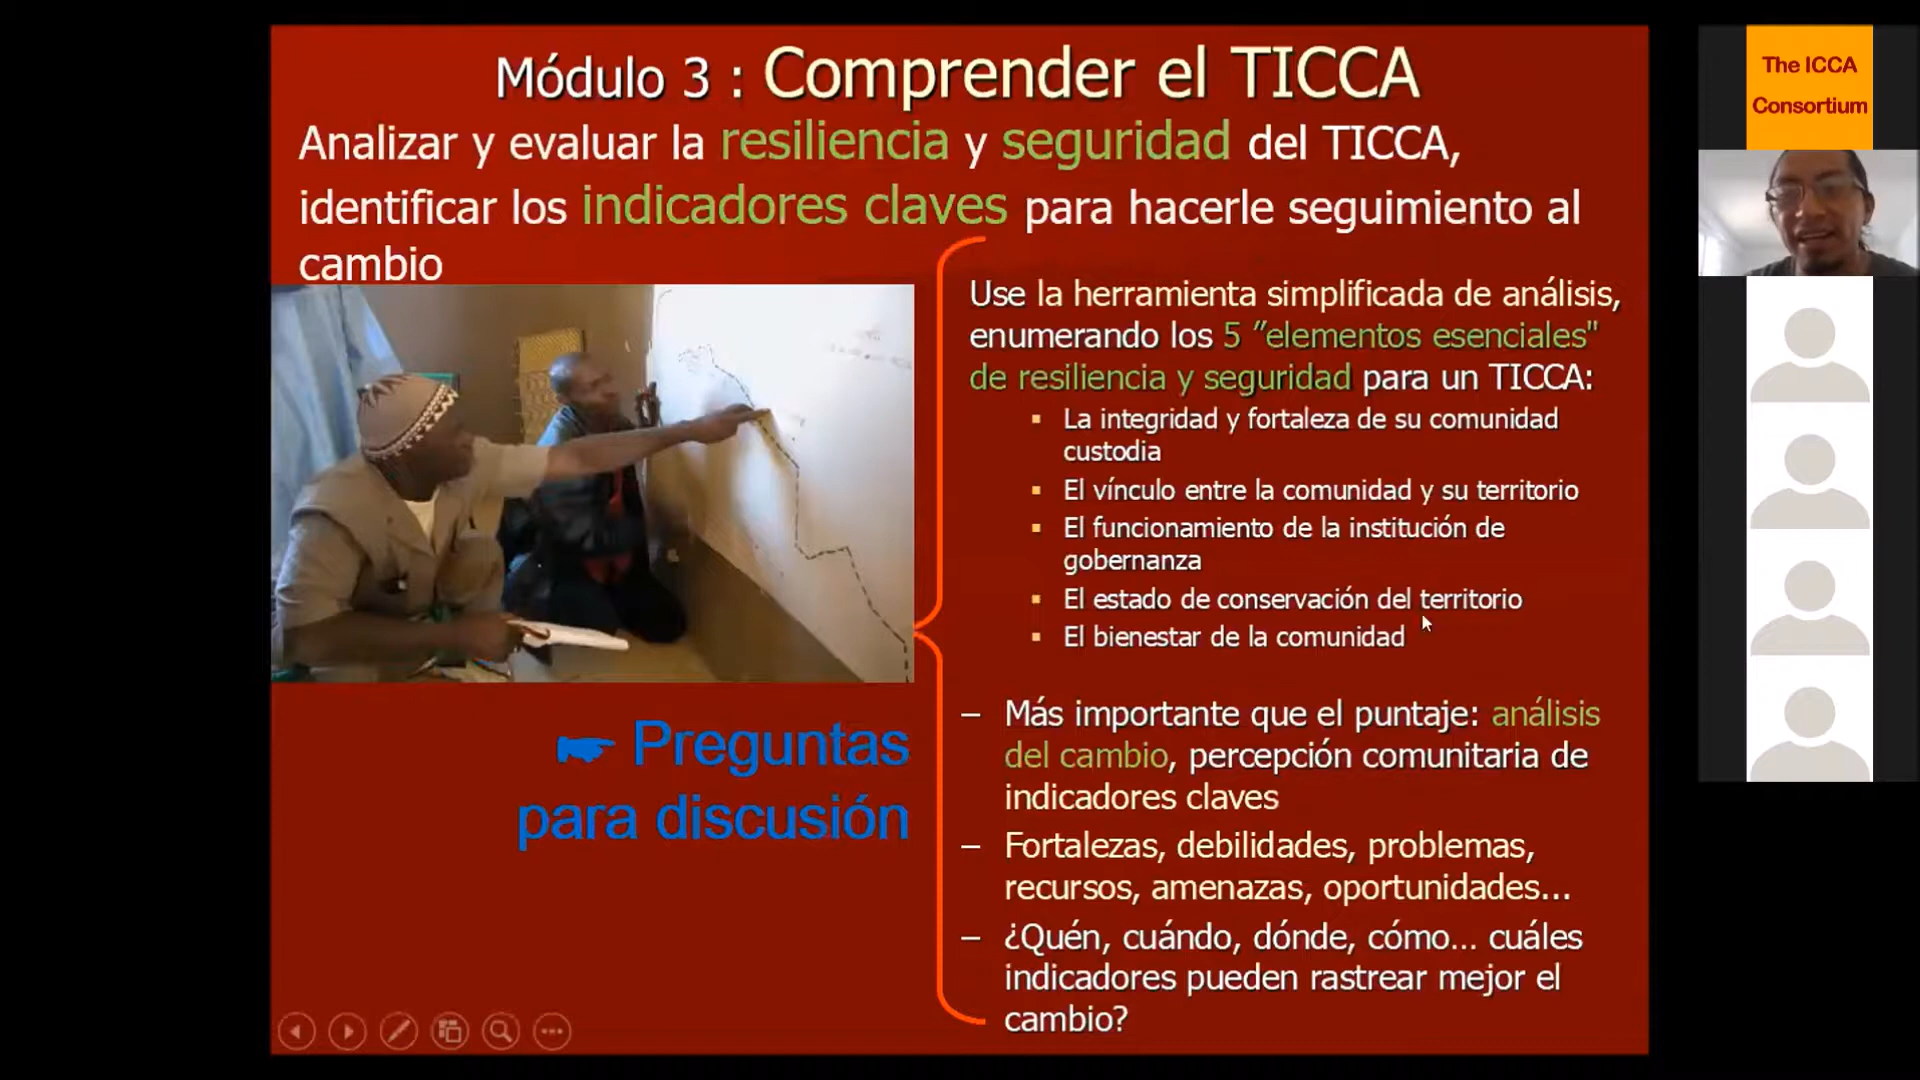 Módulo 3 : Comprender el TICCA
Analizar y evaluar la resiliencia y seguridad del TICCA,
identificar los indicadores claves para hacerle seguimiento al
cambio
Use la herramienta simplificada de análisis,
enumerando los 5 ”elementos esenciales"
de resiliencia y seguridad para un TICCA:
▪ La integridad y fortaleza de su comunidad
custodia
▪ El vínculo entre la comunidad y su territorio
▪ El funcionamiento de la institución de
gobernanza
▪ El estado de conservación del territorio
▪ El bienestar de la comunidad
– Más importante que el puntaje: análisis
del cambio, percepción comunitaria de
indicadores claves
– Fortalezas, debilidades, problemas,
recursos, amenazas, oportunidades...
– ¿Quén, cuándo, dónde, cómo... cuáles
indicadores pueden rastrear mejor el
cambio?
☛ Preguntas
para discusión
The ICCA
Consortium